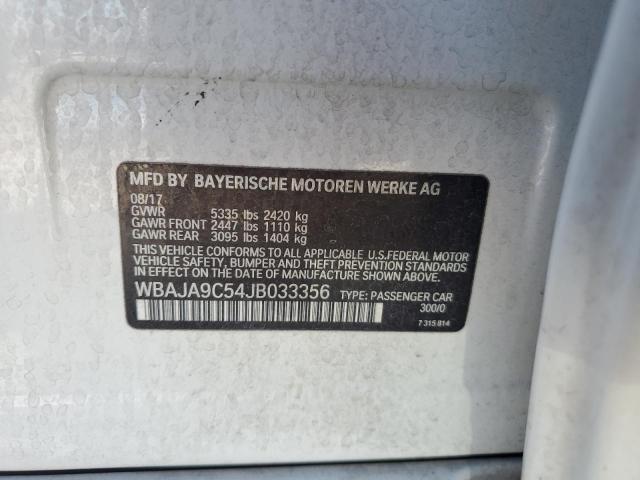 MFD BY BAYERISCHE MOTOREN WERKE AG
08/17
GVWR 5335 lbs 2420 kg
GAWR FRONT 2447 lbs 1110 kg
GAWR REAR 3095 lbs 1404 kg
THIS VEHICLE CONFORMS TO ALL APPLICABLE U.S.FEDERAL MOTOR
VEHICLE SAFETY, BUMPER AND THEFT PREVENTION STANDARDS
IN EFFECT ON THE DATE OF MANUFACTURE SHOWN ABOVE.
WBAJA9C54JB033356 TYPE: PASSENGER CAR
300/0
7 315 814